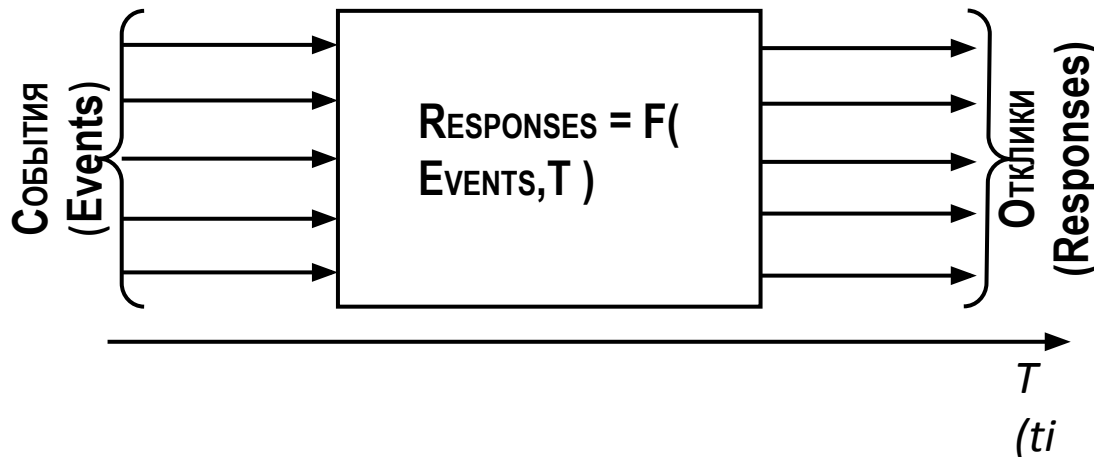 События
(Events)
Responses = F(
Events,T )
Отклики
(Responses)
T
(ti